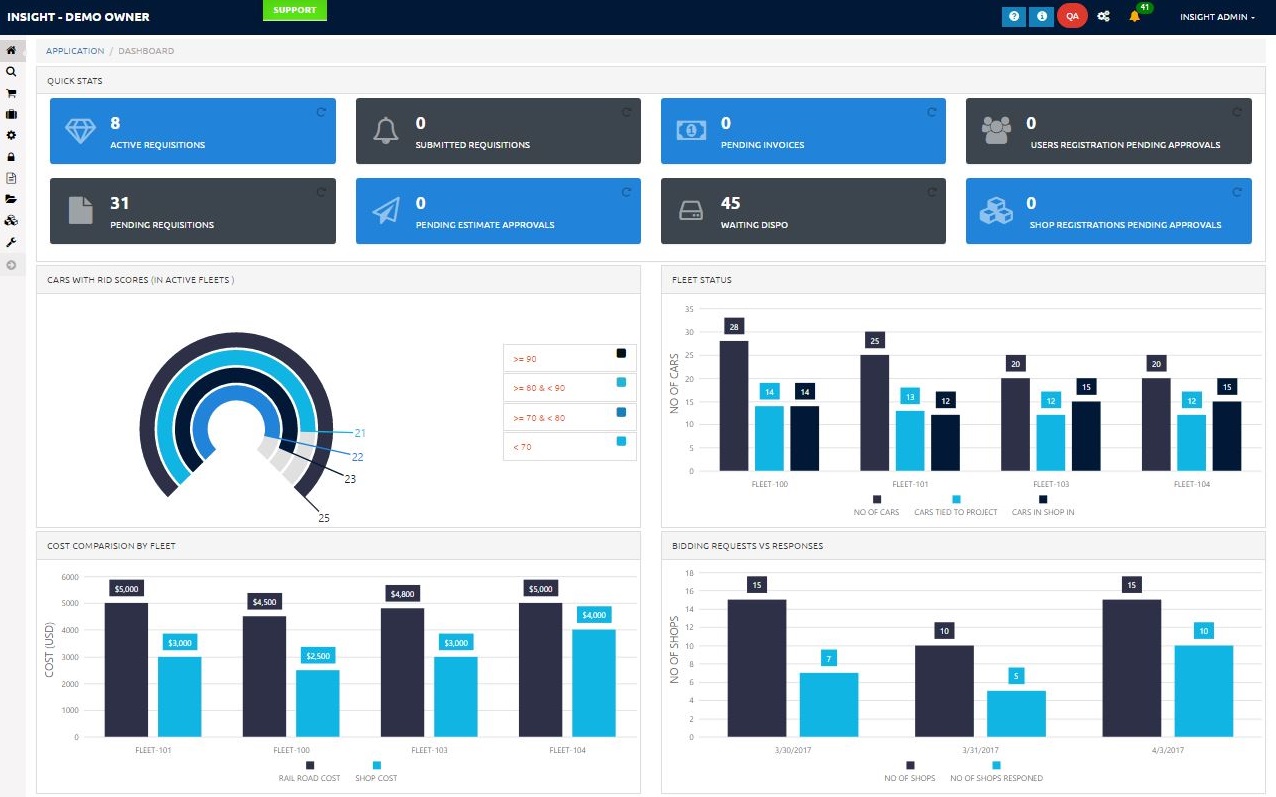 INSIGHT - DEMO OWNER
SUPPORT
QA
41
INSIGHT ADMIN
APPLICATION / DASHBOARD
QUICK STATS
8
ACTIVE REQUISITIONS
0
SUBMITTED REQUISITIONS
0
PENDING INVOICES
0
USERS REGISTRATION PENDING APPROVALS
31
PENDING REQUISITIONS
0
PENDING ESTIMATE APPROVALS
45
WAITING DISPO
0
SHOP REGISTRATIONS PENDING APPROVALS
CARS WITH RID SCORES (IN ACTIVE FLEETS )
>= 90
>= 80 & < 90
>= 70 & < 80
< 70
21
22
23
25
FLEET STATUS
NO OF CARS
35
30
25
20
15
10
5
0
28
14
14
25
13
12
20
12
15
20
12
15
FLEET-100 FLEET-101 FLEET-103 FLEET-104
NO OF CARS CARS TIED TO PROJECT CARS IN SHOP IN
COST COMPARISION BY FLEET
COST (USD)
6000
5000
4000
3000
2000
1000
0
$5,000
$3,000
$4,500
$2,500
$4,800
$3,000
$5,000
$4,000
FLEET-101 FLEET-100 FLEET-103 FLEET-104
RAIL ROAD COST SHOP COST
BIDDING REQUESTS VS RESPONSES
NO OF SHOPS
18
16
14
12
10
8
6
4
2
0
15
7
10
5
15
10
3/30/2017 3/31/2017 4/3/2017
NO OF SHOPS NO OF SHOPS RESPONED